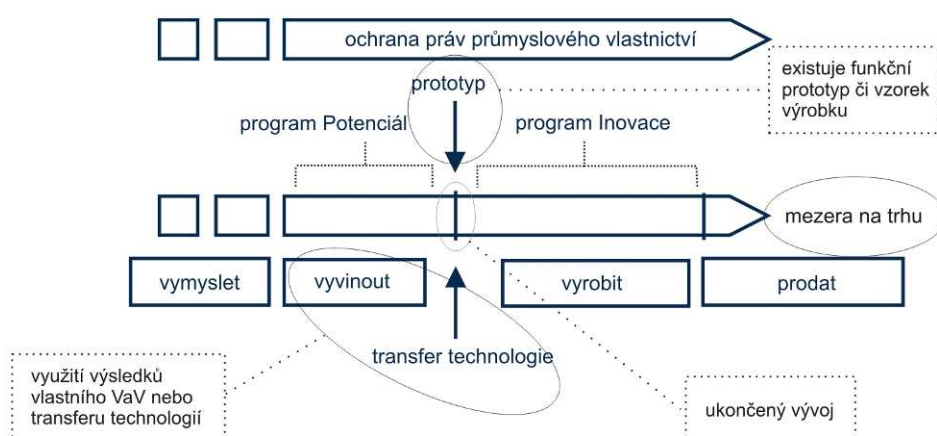 ochrana práv průmyslového vlastnictví
prototyp
existuje funkční
prototyp či vzorek
výrobku
program Potenciál
program Inovace
mezera na trhu
vymyslet
vyvinout
vyrobit
prodat
transfer technologie
využití výsledků
vlastního VaV nebo
transferu technologií
ukončený vývoj